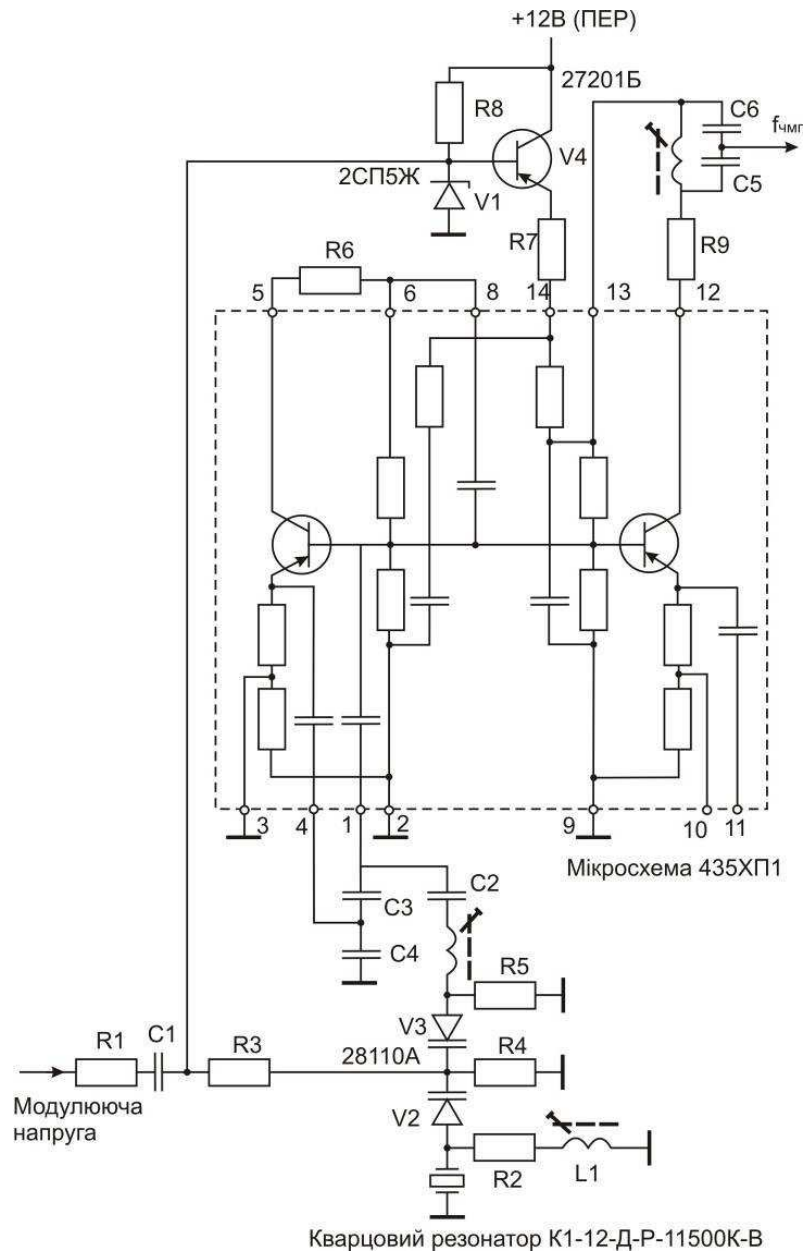 +12В (ПЕР)
27201Б
R8
C6
fчмг
V4
2СП5Ж
V1
C5
R7
R9
R6
5
6
8
14
13
12
3
4
1
2
9
10
11
Мікросхема 435ХП1
C2
C3
C4
R5
V3
R1
C1
R3
28110А
R4
Модулююча
напруга
V2
R2
L1
Кварцовий резонатор К1-12-Д-Р-11500К-В